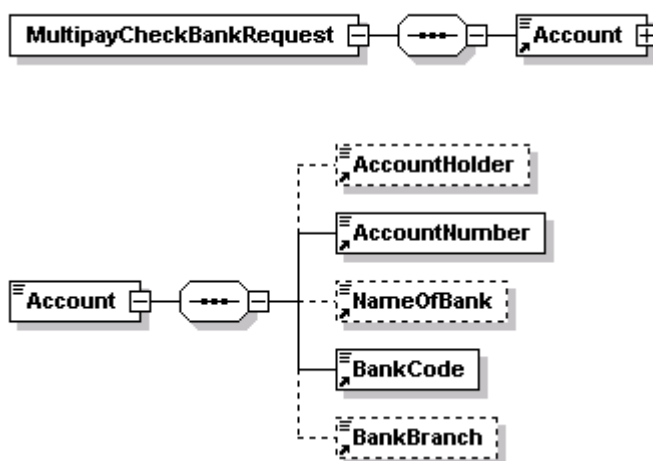 MultipayCheckBankRequest Account
AccountHolder
AccountNumber
Account
NameOfBank
BankCode
BankBranch